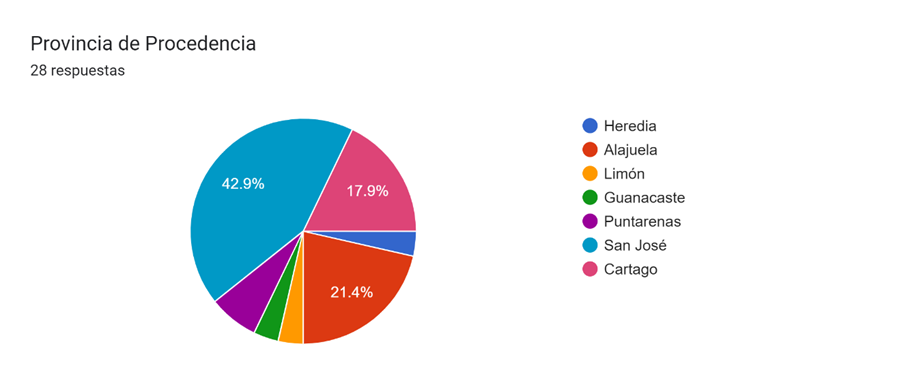 Provincia de Procedencia
28 respuestas
42.9%
17.9%
21.4%
Heredia
Alajuela
Limón
Guanacaste
Puntarenas
San José
Cartago